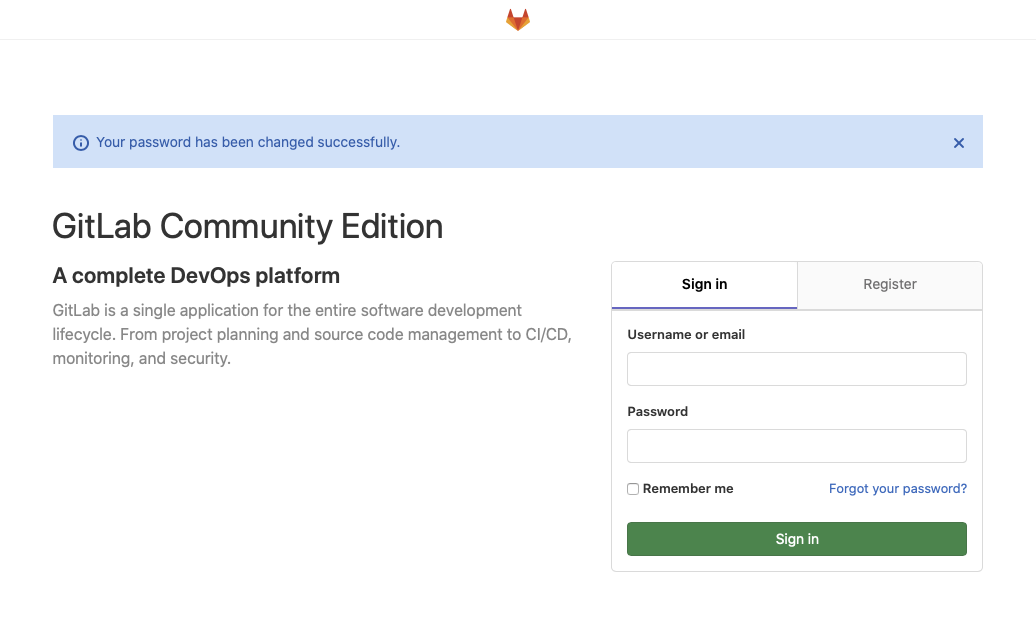 Your password has been changed successfully.
GitLab Community Edition
A complete DevOps platform
GitLab is a single application for the entire software development
lifecycle. From project planning and source code management to CI/CD,
monitoring, and security.
Sign in
Register
Username or email
Password
Remember me
Forgot your password?
Sign in